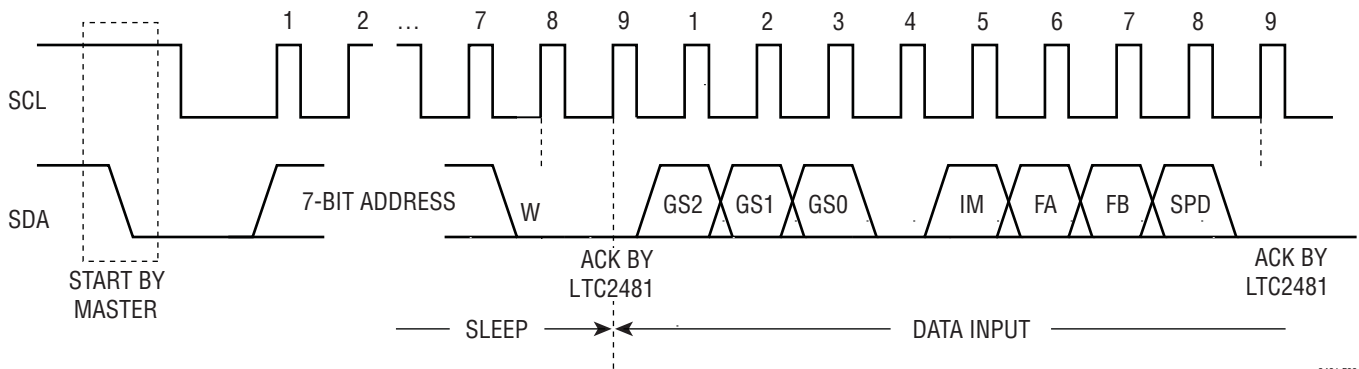 1 2 … 7 8 9 1 2 3 4 5 6 7 8 9
SCL
SDA
7-BIT ADDRESS
W
GS2 GS1 GS0 IM FA FB SPD
START BY
MASTER
ACK BY
LTC2481
ACK BY
LTC2481
SLEEP
DATA INPUT